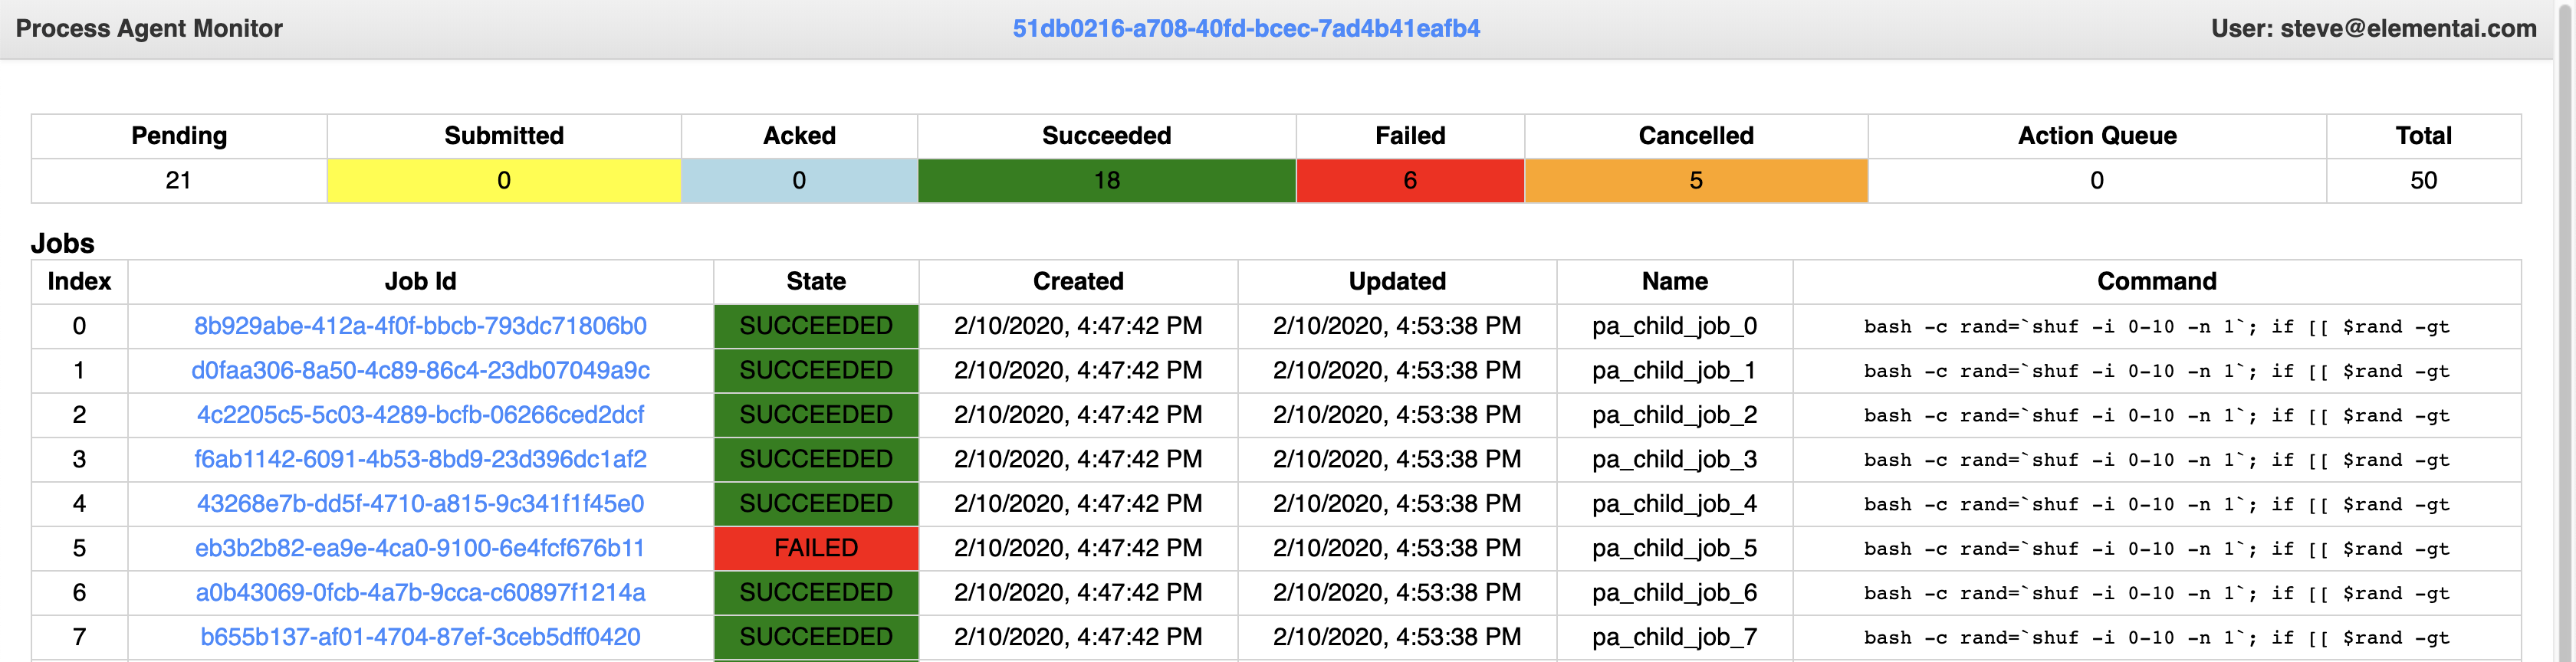 Process Agent Monitor 51db0216-a708-40fd-bcec-7ad4b41eafb4 User: steve@elementai.com
Pending Submitted Acked Succeeded Failed Cancelled Action Queue Total
21 0 0 18 6 5 0 50
Jobs
Index Job Id State Created Updated Name Command
0 8b929abe-412a-4f0f-bbcb-793dc71806b0 SUCCEEDED 2/10/2020, 4:47:42 PM 2/10/2020, 4:53:38 PM pa_child_job_0 bash -c rand=`shuf -i 0-10 -n 1`; if [[ $rand -gt
1 d0faa306-8a50-4c89-86c4-23db07049a9c SUCCEEDED 2/10/2020, 4:47:42 PM 2/10/2020, 4:53:38 PM pa_child_job_1 bash -c rand=`shuf -i 0-10 -n 1`; if [[ $rand -gt
2 4c2205c5-5c03-4289-bcfb-06266ced2dcf SUCCEEDED 2/10/2020, 4:47:42 PM 2/10/2020, 4:53:38 PM pa_child_job_2 bash -c rand=`shuf -i 0-10 -n 1`; if [[ $rand -gt
3 f6ab1142-6091-4b53-8bd9-23d396dc1af2 SUCCEEDED 2/10/2020, 4:47:42 PM 2/10/2020, 4:53:38 PM pa_child_job_3 bash -c rand=`shuf -i 0-10 -n 1`; if [[ $rand -gt
4 43268e7b-dd5f-4710-a815-9c341f1f45e0 SUCCEEDED 2/10/2020, 4:47:42 PM 2/10/2020, 4:53:38 PM pa_child_job_4 bash -c rand=`shuf -i 0-10 -n 1`; if [[ $rand -gt
5 eb3b2b82-ea9e-4ca0-9100-6e4fcf676b11 FAILED 2/10/2020, 4:47:42 PM 2/10/2020, 4:53:38 PM pa_child_job_5 bash -c rand=`shuf -i 0-10 -n 1`; if [[ $rand -gt
6 a0b43069-0fcb-4a7b-9cca-c60897f1214a SUCCEEDED 2/10/2020, 4:47:42 PM 2/10/2020, 4:53:38 PM pa_child_job_6 bash -c rand=`shuf -i 0-10 -n 1`; if [[ $rand -gt
7 b655b137-af01-4704-87ef-3ceb5dff0420 SUCCEEDED 2/10/2020, 4:47:42 PM 2/10/2020, 4:53:38 PM pa_child_job_7 bash -c rand=`shuf -i 0-10 -n 1`; if [[ $rand -gt